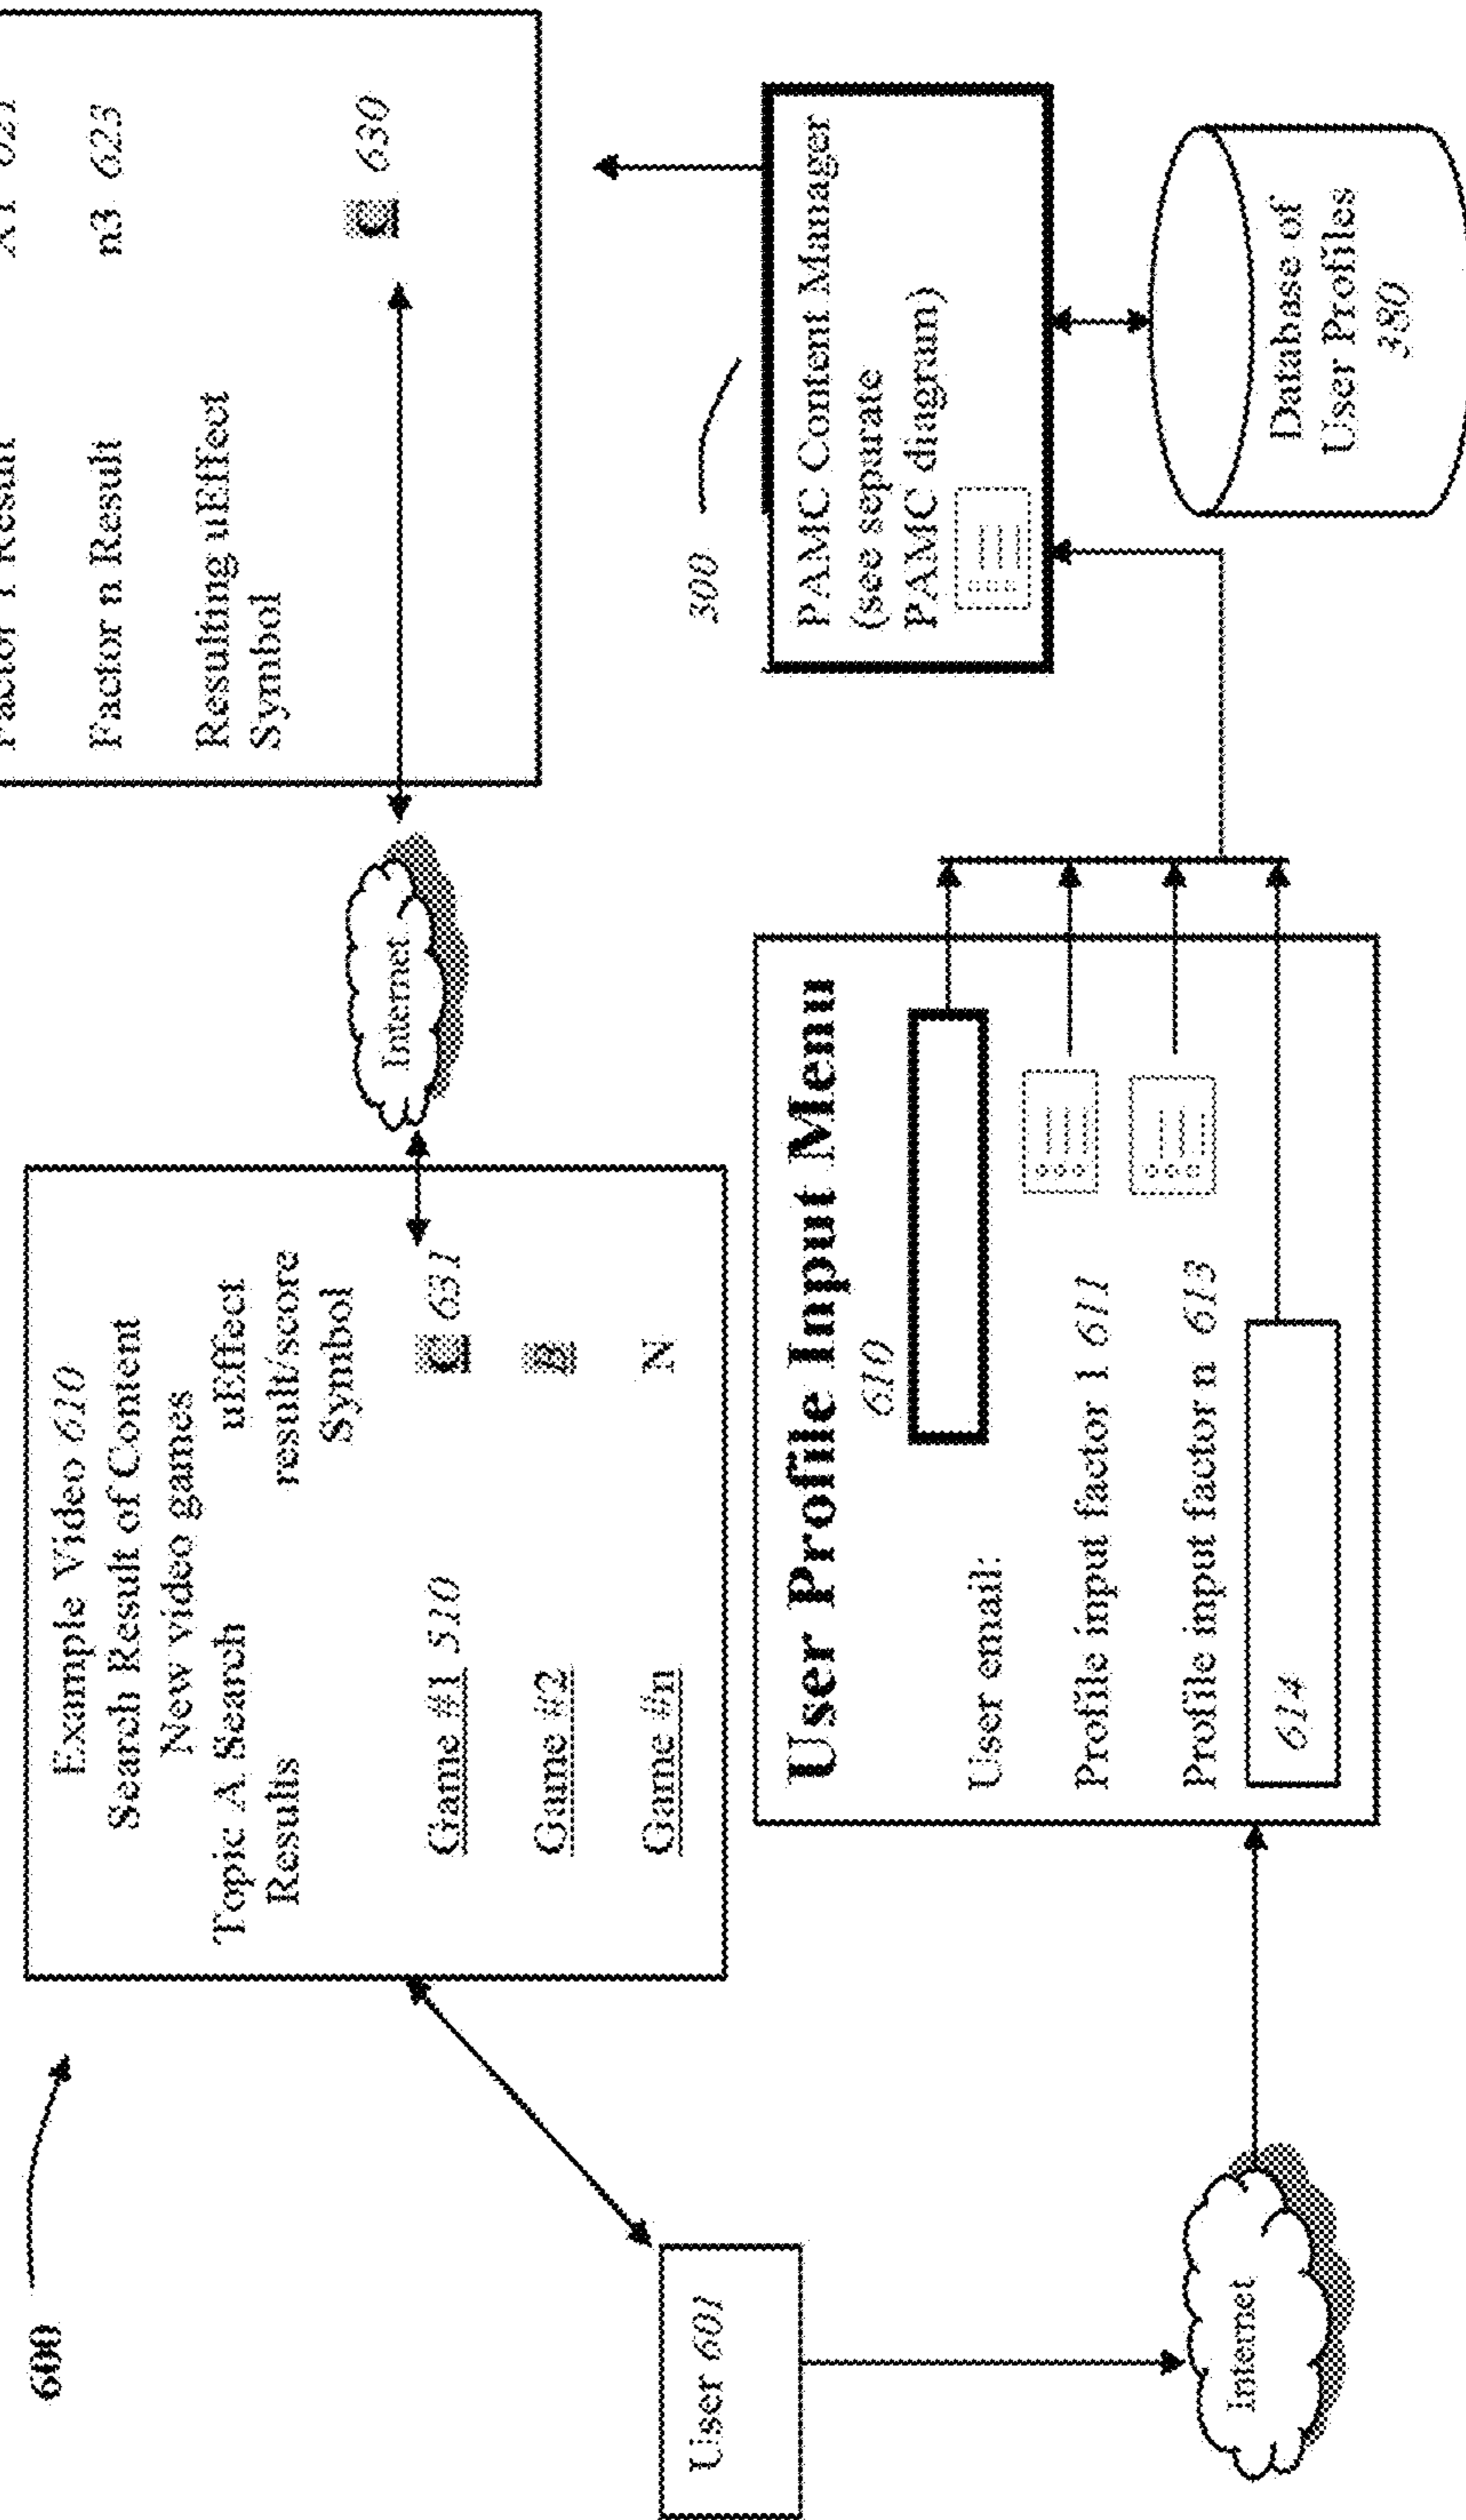 600
Example Video 610
Search Result of Content
New video games
Topic A Search
Results
uEffect
result/score
Symbol
Game #1 510
C 631
Game #2
B
Game #n
N
Internet
Factor n Result
n3 623
Resulting uEffect
Symbol
C 630
User 601
Internet
User Profile Input Menu
610
User email:
Profile input factor 1 611
Profile input factor n 613
614
300
PAMC Content Manager
(see separate
PAMC diagram)
Database of
User Profiles
380